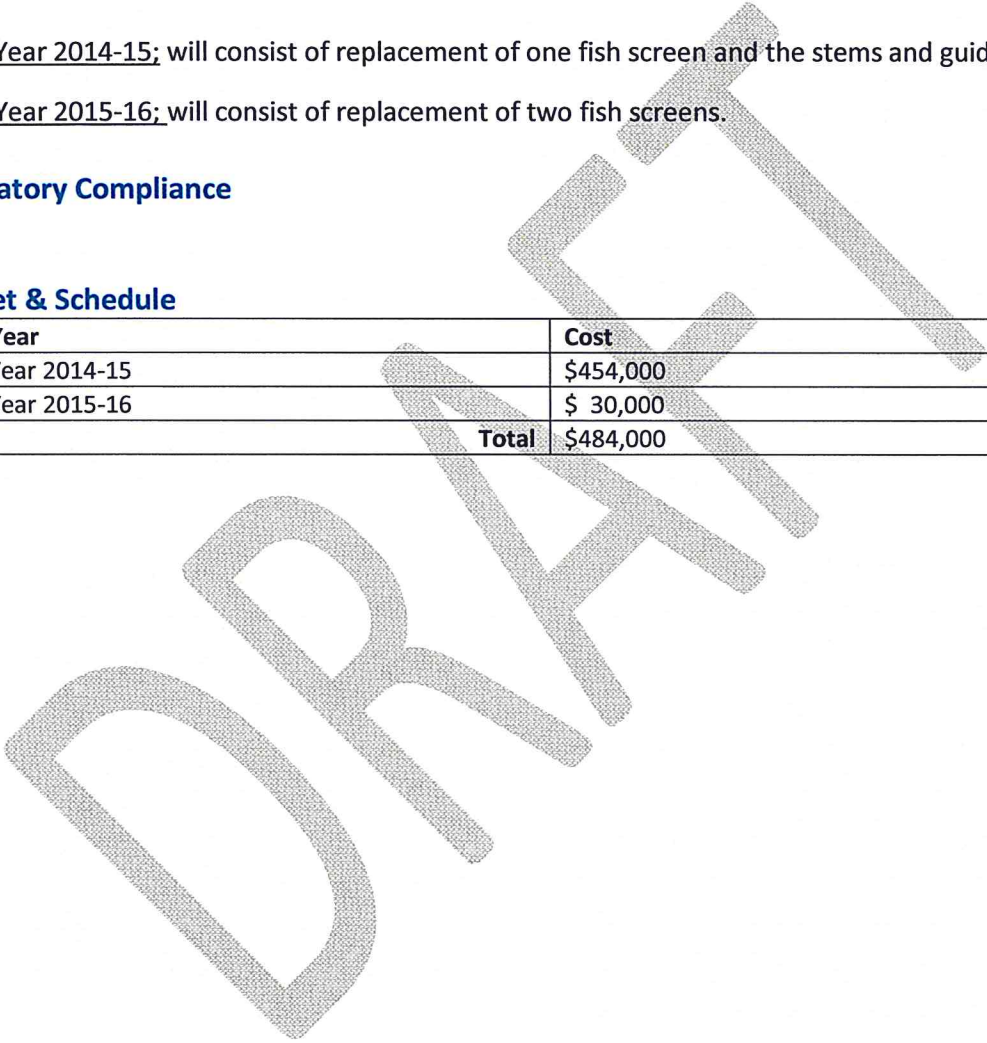 Year 2014-15; will consist of replacement of one fish screen and the stems and guid
Year 2015-16; will consist of replacement of two fish screens.
atory Compliance
et & Schedule
Year Cost
ear 2014-15 $454,000
ear 2015-16 $ 30,000
Total $484,000
DRAFT